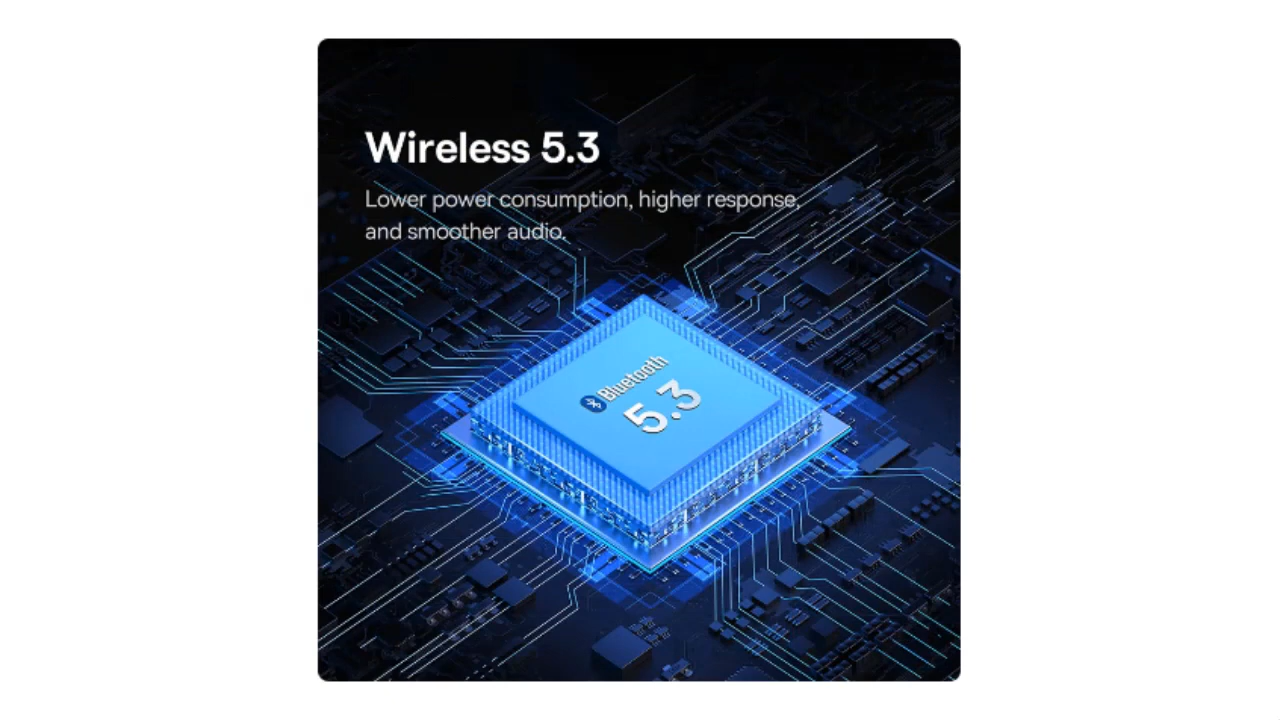 Wireless 5.3
Lower power consumption, higher response,
and smoother audio.
Bluetooth
5.3